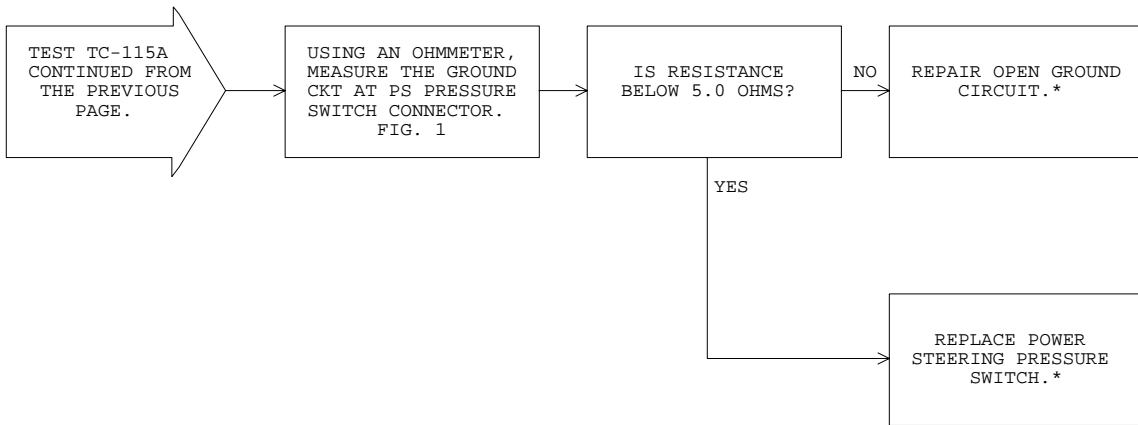 TEST TC-115A
CONTINUED FROM
THE PREVIOUS
PAGE.
USING AN OHMMETER,
MEASURE THE GROUND
CKT AT PS PRESSURE
SWITCH CONNECTOR.
FIG. 1
IS RESISTANCE
BELOW 5.0 OHMS?
NO
REPAIR OPEN GROUND
CIRCUIT.*
YES
REPLACE POWER
STEERING PRESSURE
SWITCH.*